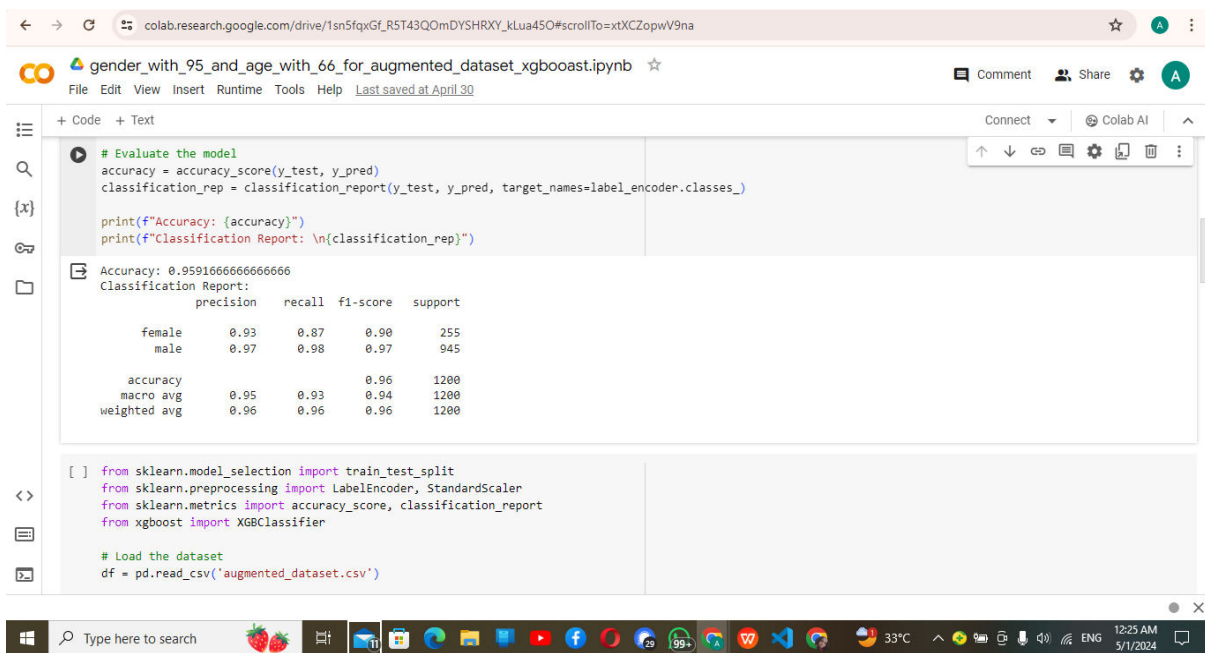 colab.research.google.com/drive/1sn5fqxGf_R5T43QOmDYSHRXY_kLua45O#scrollTo=xtXCZopwV9na
A
CO
gender_with_95_and_age_with_66_for_augmented_dataset_xgbooast.ipynb
Comment
Share
A
File Edit View Insert Runtime Tools Help Last saved at April 30
+ Code + Text
Connect
Colab AI
{x}
# Evaluate the model
accuracy = accuracy_score(y_test, y_pred)
classification_rep = classification_report(y_test, y_pred, target_names=label_encoder.classes_)
print(f"Accuracy: {accuracy}")
print(f"Classification Report: \n{classification_rep}")
Accuracy: 0.9591666666666666
Classification Report:
precision recall f1-score support
female 0.93 0.87 0.90 255
male 0.97 0.98 0.97 945
accuracy 0.96 1200
macro avg 0.95 0.93 0.94 1200
weighted avg 0.96 0.96 0.96 1200
[ ] from sklearn.model_selection import train_test_split
from sklearn.preprocessing import LabelEncoder, StandardScaler
from sklearn.metrics import accuracy_score, classification_report
from xgboost import XGBClassifier
# Load the dataset
df = pd.read_csv('augmented_dataset.csv')
Type here to search
11
29
99+
33°C
ENG
12:25 AM
5/1/2024